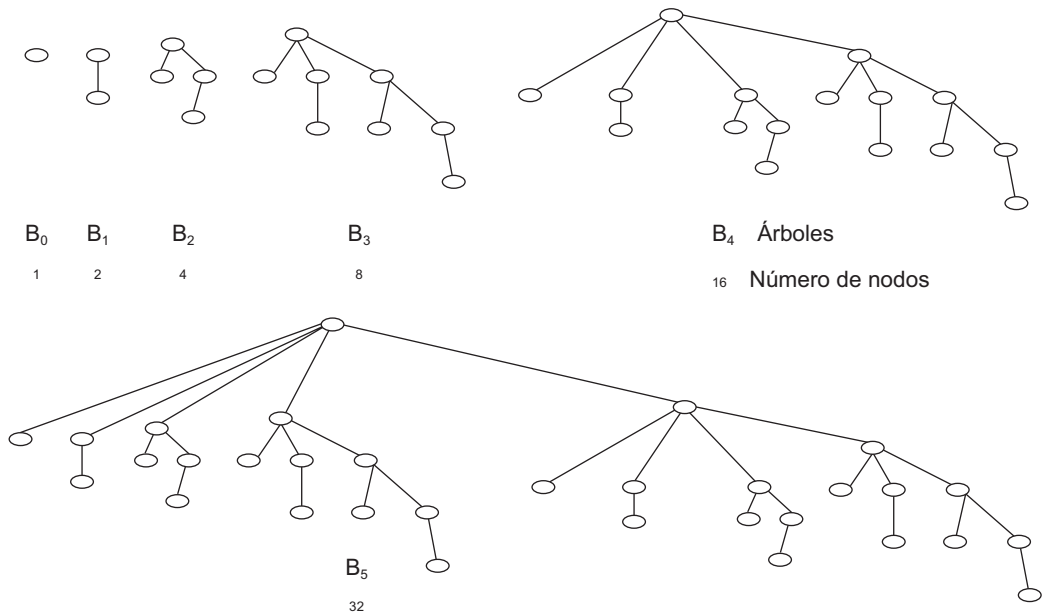 B₀ B₁ B₂ B₃ B₄ Árboles
1 2 4 8 16 Número de nodos
B₅
32